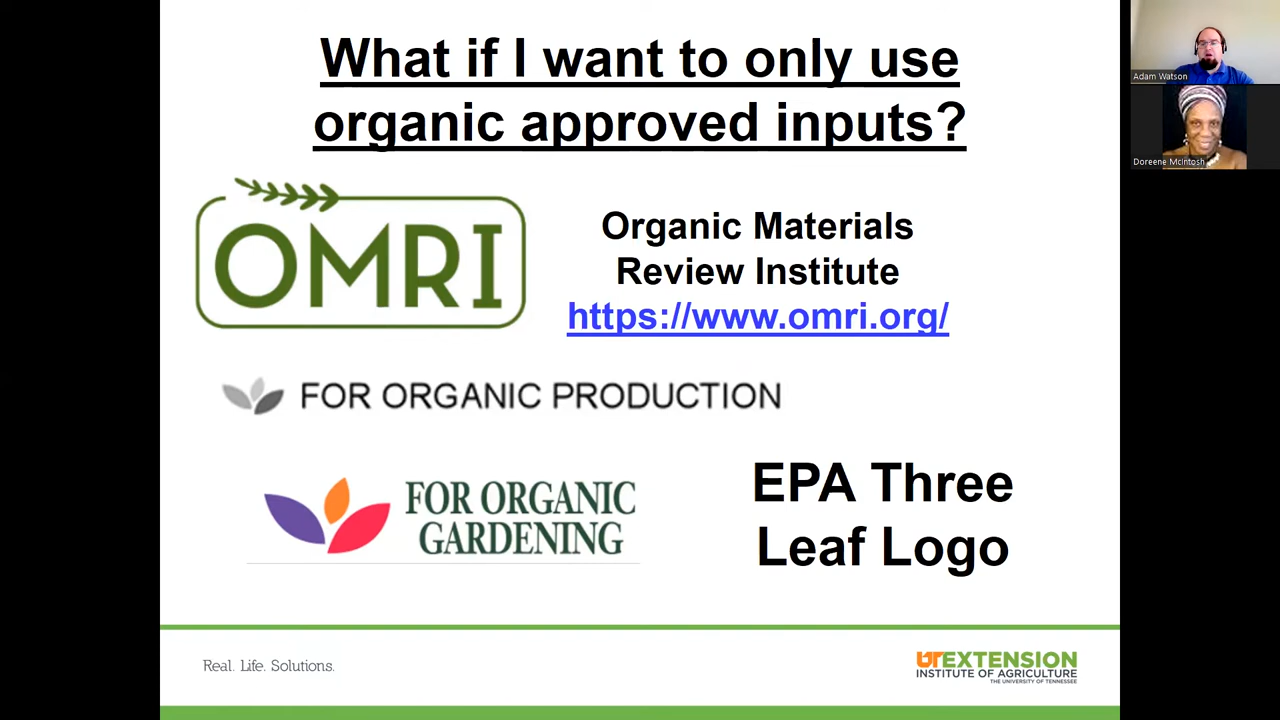 What if I want to only use
organic approved inputs?
OMRI
Organic Materials
Review Institute
https://www.omri.org/
FOR ORGANIC PRODUCTION
FOR ORGANIC
GARDENING
EPA Three
Leaf Logo
Real. Life. Solutions.
UTEXTENSION
INSTITUTE OF AGRICULTURE
THE UNIVERSITY OF TENNESSEE
Adam Watson
Doreene McIntosh